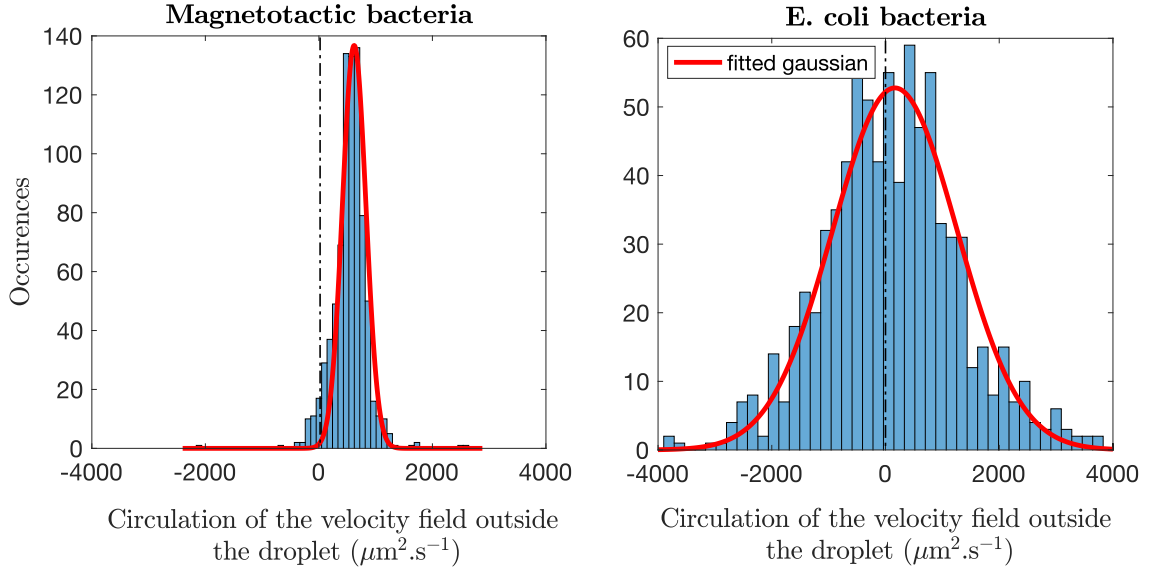 Magnetotactic bacteria
140
120
100
80
60
40
20
0
Occurences
-4000 -2000 0 2000 4000
Circulation of the velocity field outside
the droplet (μm².s⁻¹)
E. coli bacteria
fitted gaussian
60
50
40
30
20
10
0
-4000 -2000 0 2000 4000
Circulation of the velocity field outside
the droplet (μm².s⁻¹)